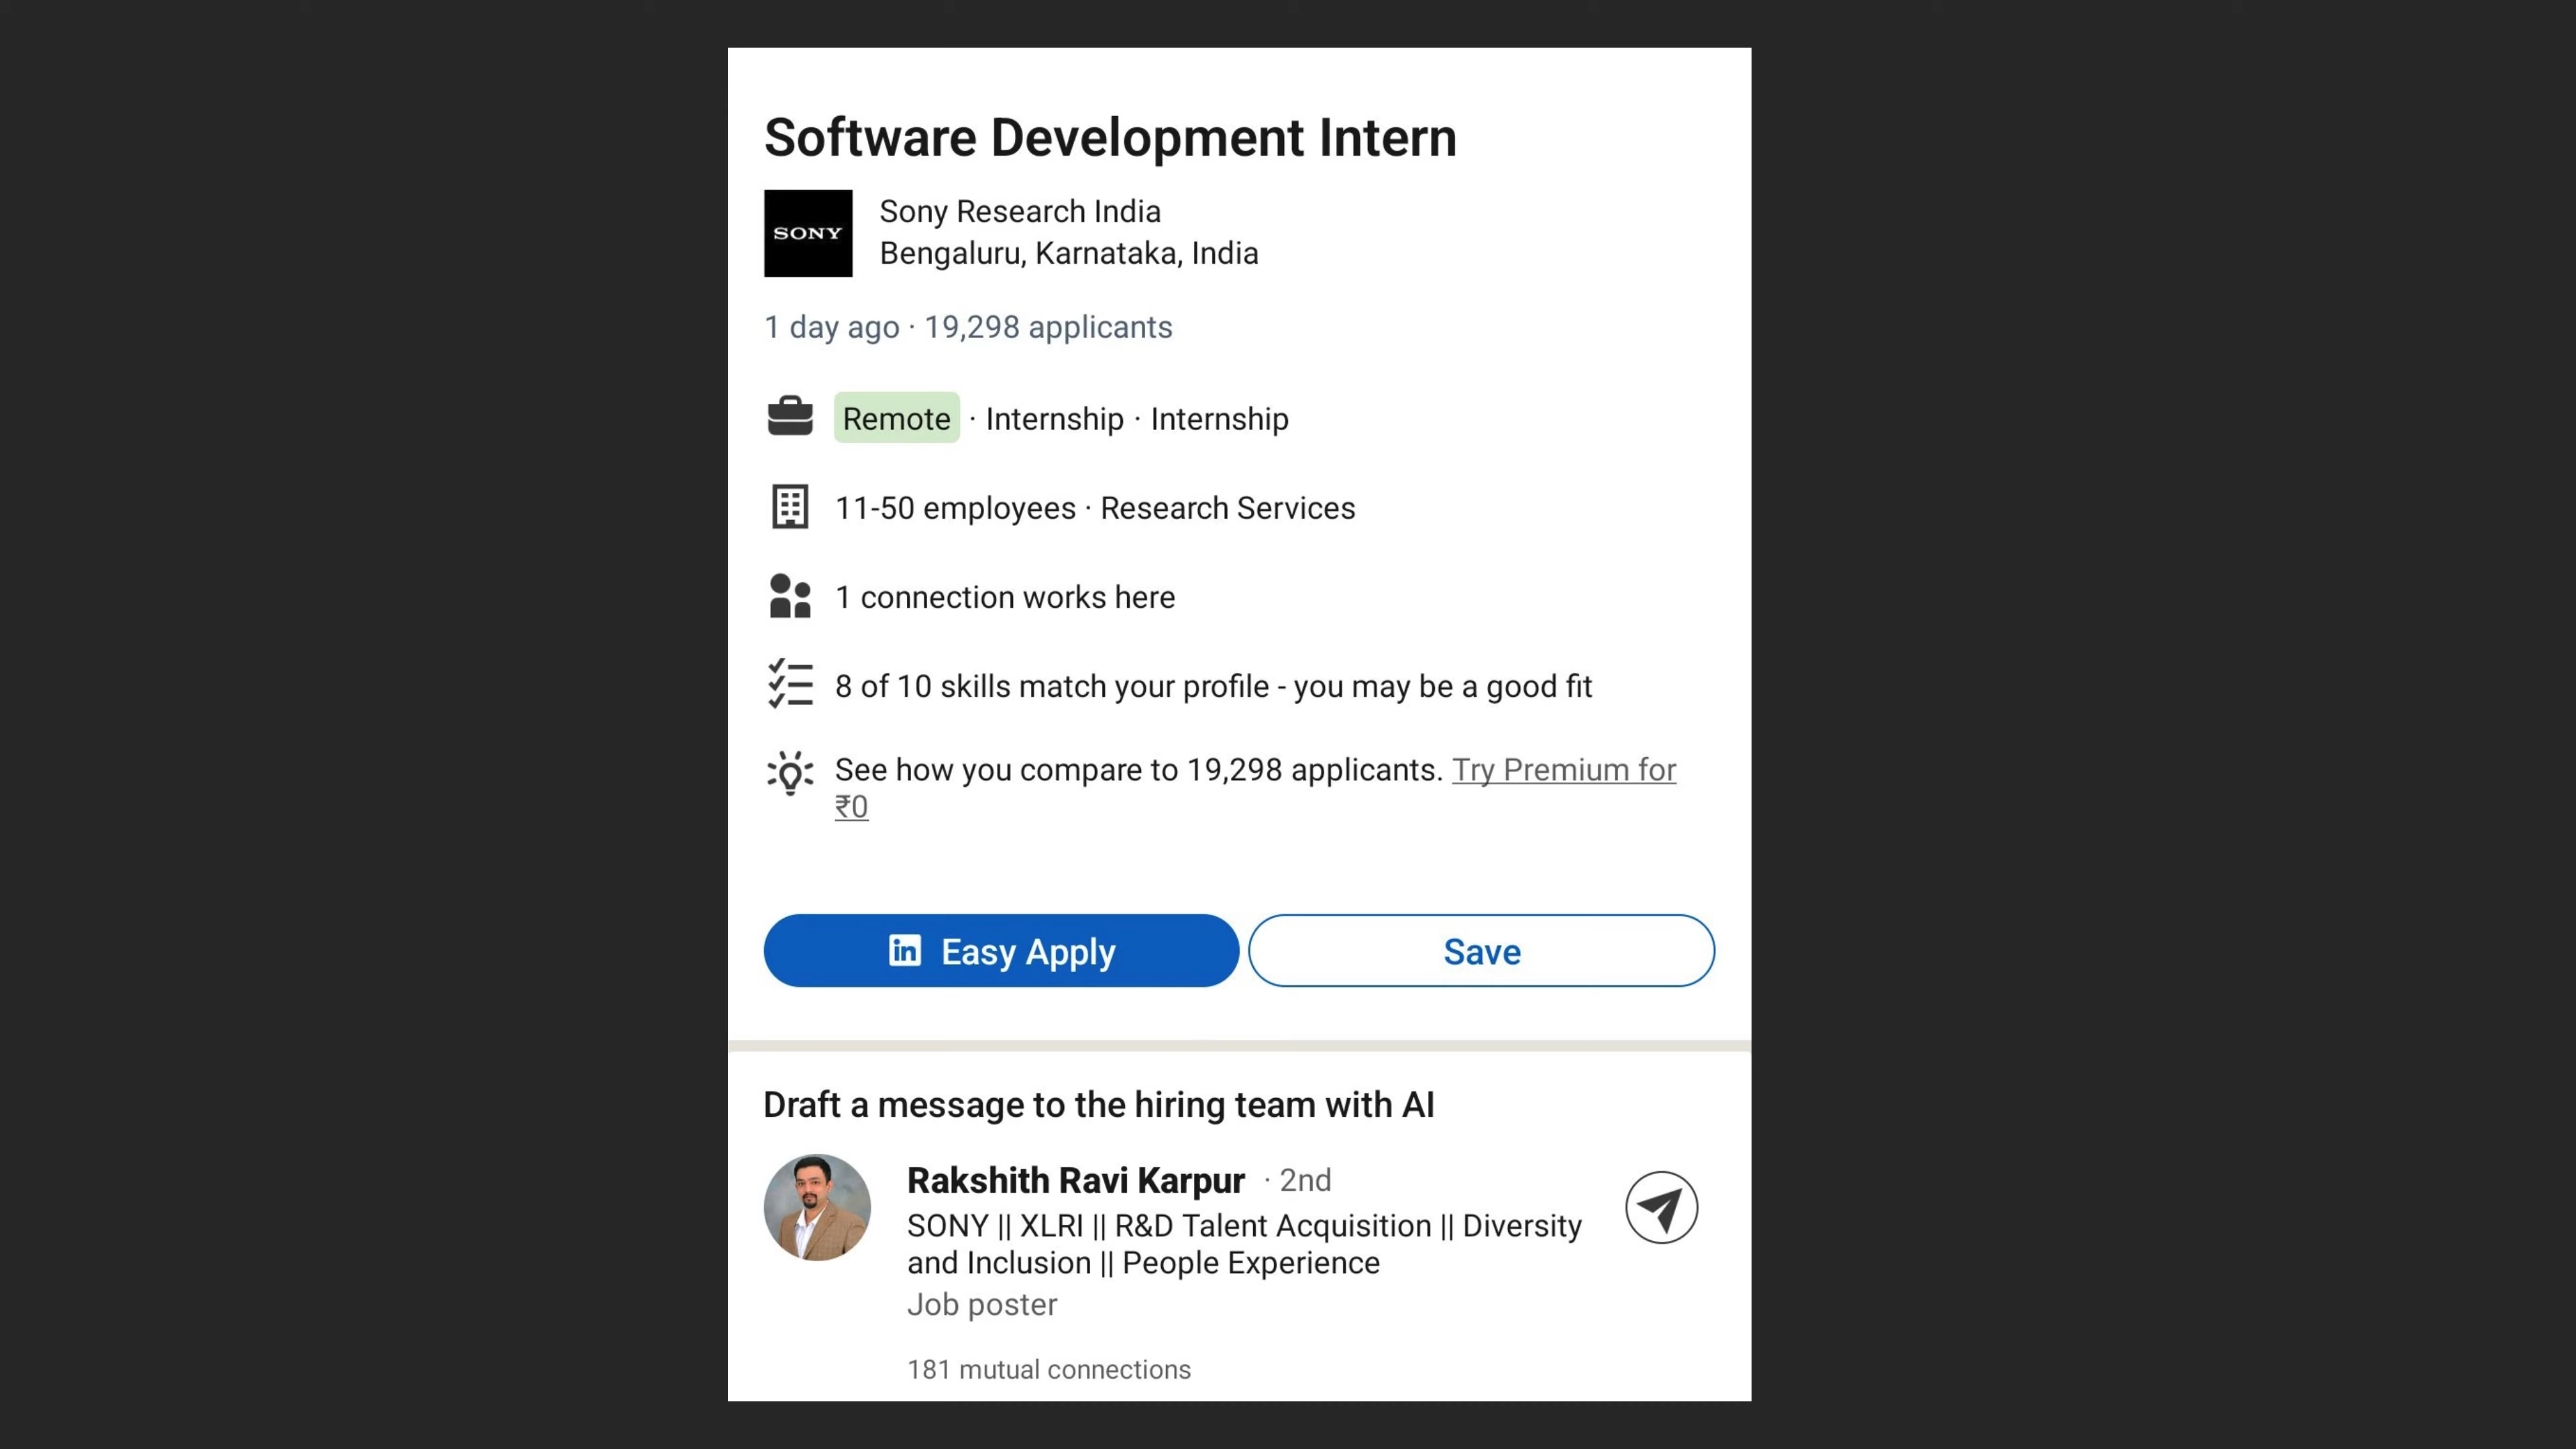 Software Development Intern
SONY
Sony Research India
Bengaluru, Karnataka, India
1 day ago · 19,298 applicants
Remote · Internship · Internship
11-50 employees · Research Services
1 connection works here
8 of 10 skills match your profile - you may be a good fit
See how you compare to 19,298 applicants. Try Premium for
₹0
in Easy Apply
Save
Draft a message to the hiring team with AI
Rakshith Ravi Karpur · 2nd
SONY || XLRI || R&D Talent Acquisition || Diversity
and Inclusion || People Experience
Job poster
181 mutual connections